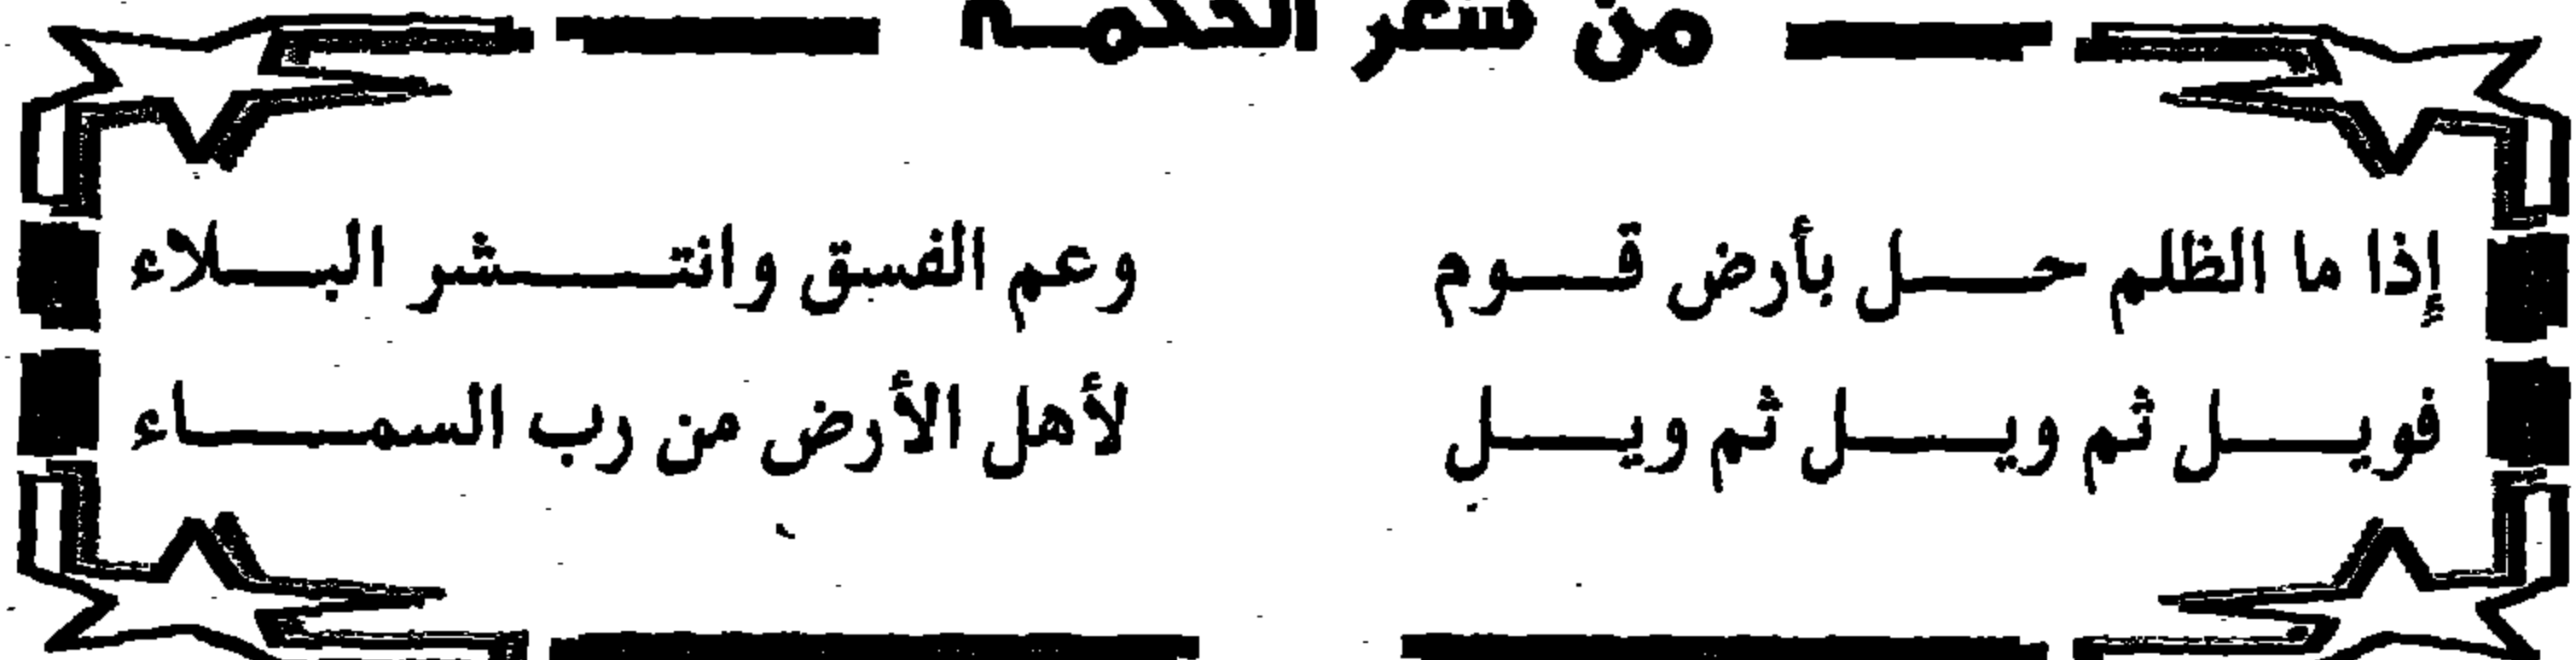 من شعر الحكمة
إذا ما الظلم حل بأرض قوم وعم الفسق وانتشر البلاء
فويل ثم ويل ثم ويل لأهل الأرض من رب السماء